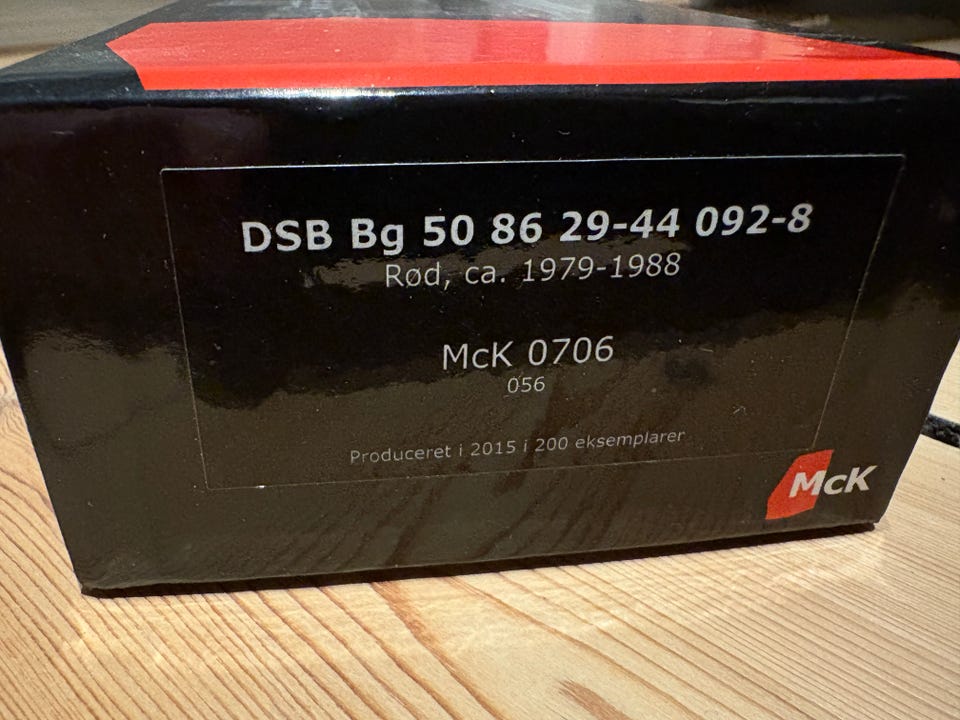 DSB Bg 50 86 29-44 092-8
Rød, ca. 1979-1988
McK 0706
056
Produceret i 2015 i 200 eksemplarer
McK